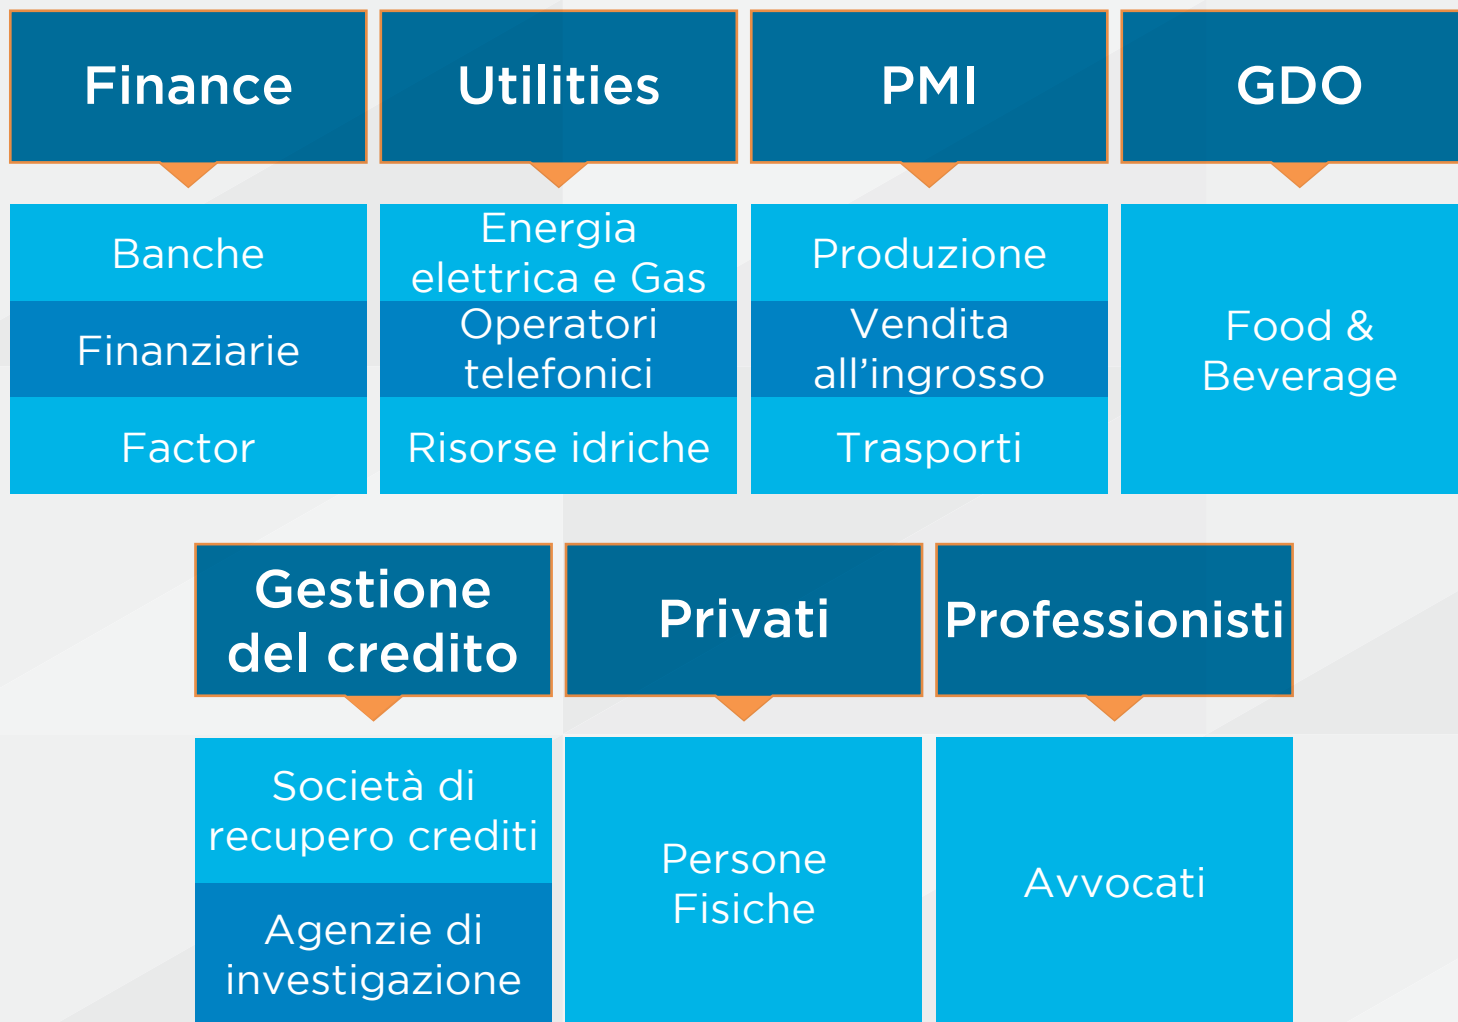 Finance
Utilities
PMI
GDO
Banche
Energia
elettrica e Gas
Produzione
Food &
Beverage
Finanziarie
Operatori
telefonici
Vendita
all’ingrosso
Factor
Risorse idriche
Trasporti
Gestione
del credito
Privati
Professionisti
Società di
recupero crediti
Persone
Fisiche
Avvocati
Agenzie di
investigazione